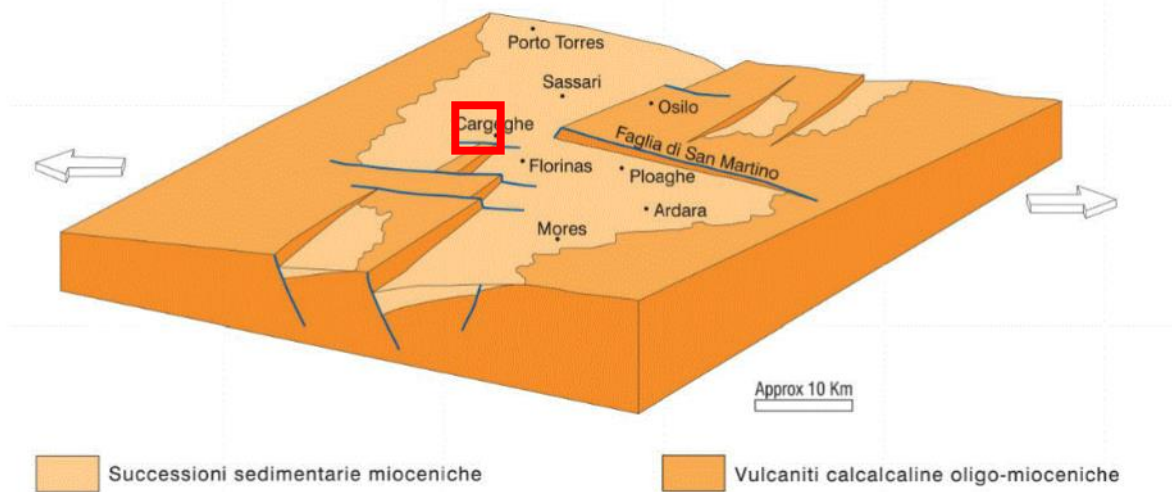 Porto Torres
Sassari
Osilo
Cargeghe
Faglia di San Martino
Florinas
Ploaghe
Ardara
Mores
Approx 10 Km
Successioni sedimentarie mioceniche
Vulcaniti calcalcaline oligo-mioceniche